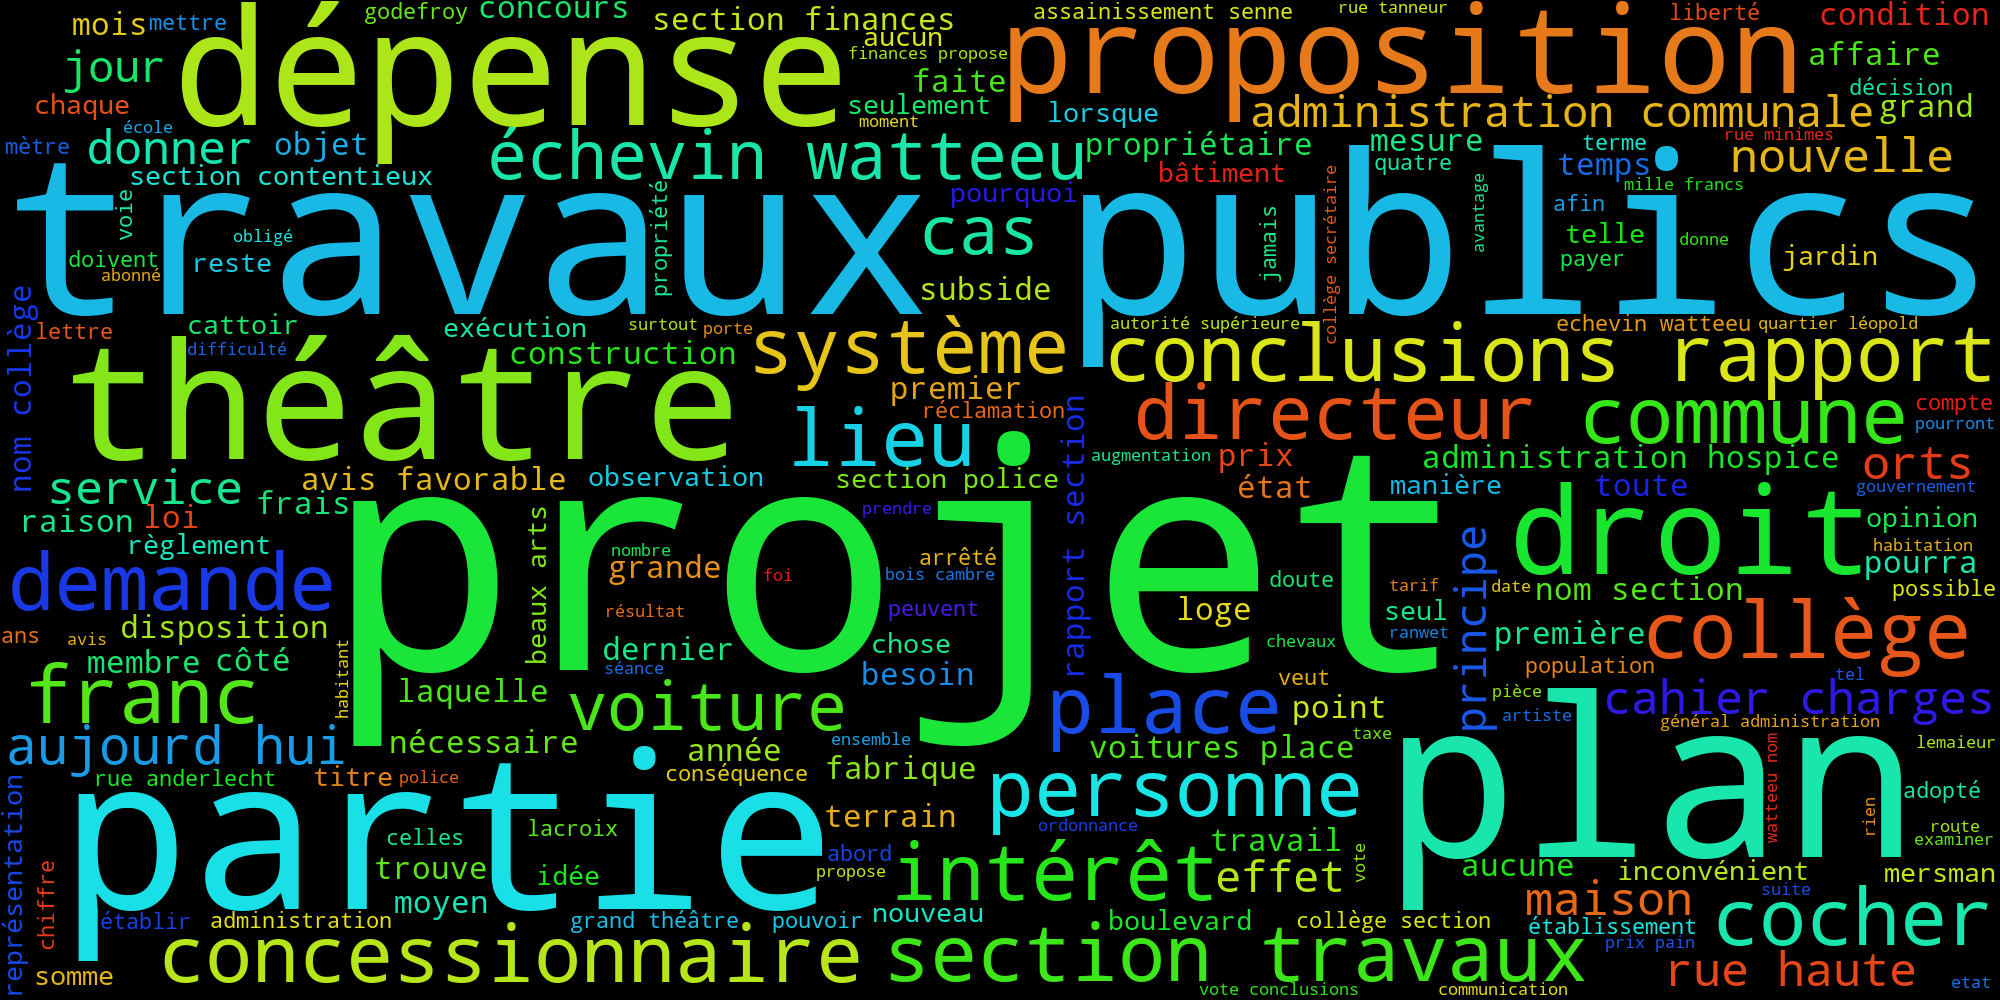 godefroy
concours
section finances
assainissement senne
rue tanneur
liberté
condition
mois
mettre
dépense
aucun
proposition
finances propose
affaire
jour
faite
décision
chaque
seulement
lorsque
administration communale
grand
école
moment
mètre
donner
objet
échevin watteeu
propriétaire
mesure
terme
rue minimes
nouvelle
quatre
temps
section contentieux
bâtiment
mille francs
travaux publics
voie
propriété
pourquoi
collège secrétaire
avantage
afin
obligé
cas
jamais
telle
donne
doivent
abonné
reste
payer
jardin
subside
nom collège
lettre
cattoir
exécution
surtout
porte
système
autorité supérieure
echevin watteeu
quartier léopold
difficulté
construction
conclusions rapport
théâtre
premier
réclamation
lieu
directeur
commune
compte
pourront
rapport section
augmentation
prix
administration hospice
orts
service
avis favorable
observation
section police
état
manière
toute
gouvernement
frais
raison
loi
prendre
droit
opinion
règlement
beaux arts
projet
nombre
arrêté
principe
habitation
demande
grande
foi
bois cambre
doute
tarif
date
nom section
pourra
possible
résultat
peuvent
loge
seul
ans
avis
disposition
ranwet
première
collège
habitant
dernier
chose
chevaux
membre
côté
séance
besoin
population
tel
franc
laquelle
voiture
place
veut
pièce
cahier charges
point
artiste
général administration
aujourd hui
nécessaire
année
ensemble
voitures place
taxe
plan
lemaieur
rue anderlecht
titre
police
conséquence
fabrique
watteeu nom
représentation
partie
personne
adopté
terrain
rien
celles
lacroix
ordonnance
travail
route
examiner
trouve
idée
abord
propose
intérêt
effet
vote
aucune
inconvénient
mersman
chiffre
moyen
maison
suite
établir
administration
grand théâtre
pouvoir
nouveau
boulevard
collège section
établissement
cocher
concessionnaire
section travaux
prix pain
somme
rue haute
vote conclusions
communication
etat